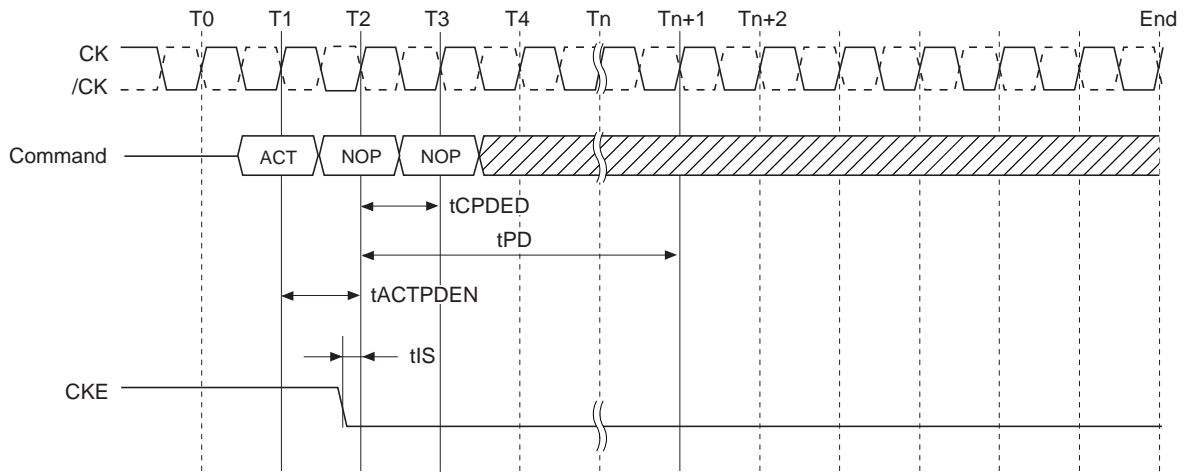 T0 T1 T2 T3 T4 Tn Tn+1 Tn+2 End
CK
/CK
Command ACT NOP NOP
tCPDED
tPD
tACTPDEN
tIS
CKE